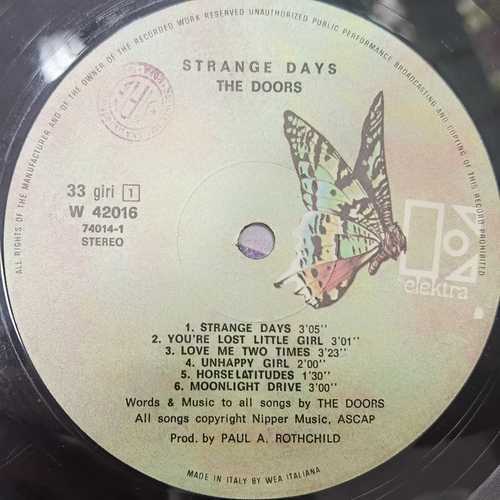 ALL RIGHTS OF THE MANUFACTURER AND OF THE OWNER OF THE RECORDED WORK RESERVED UNAUTHORIZED PUBLIC PERFORMANCE BROADCASTING AND COPYING OF THIS RECORD PROHIBITED
STRANGE DAYS
THE DOORS
33 giri 1
W 42016
74014-1
STEREO
elektra
1. STRANGE DAYS 3'05''
2. YOU'RE LOST LITTLE GIRL 3'01''
3. LOVE ME TWO TIMES 3'23''
4. UNHAPPY GIRL 2'00''
5. HORSE LATITUDES 1'30''
6. MOONLIGHT DRIVE 3'00''
Words & Music to all songs by THE DOORS
All songs copyright Nipper Music, ASCAP
Prod. by PAUL A. ROTHCHILD
MADE IN ITALY BY WEA ITALIANA